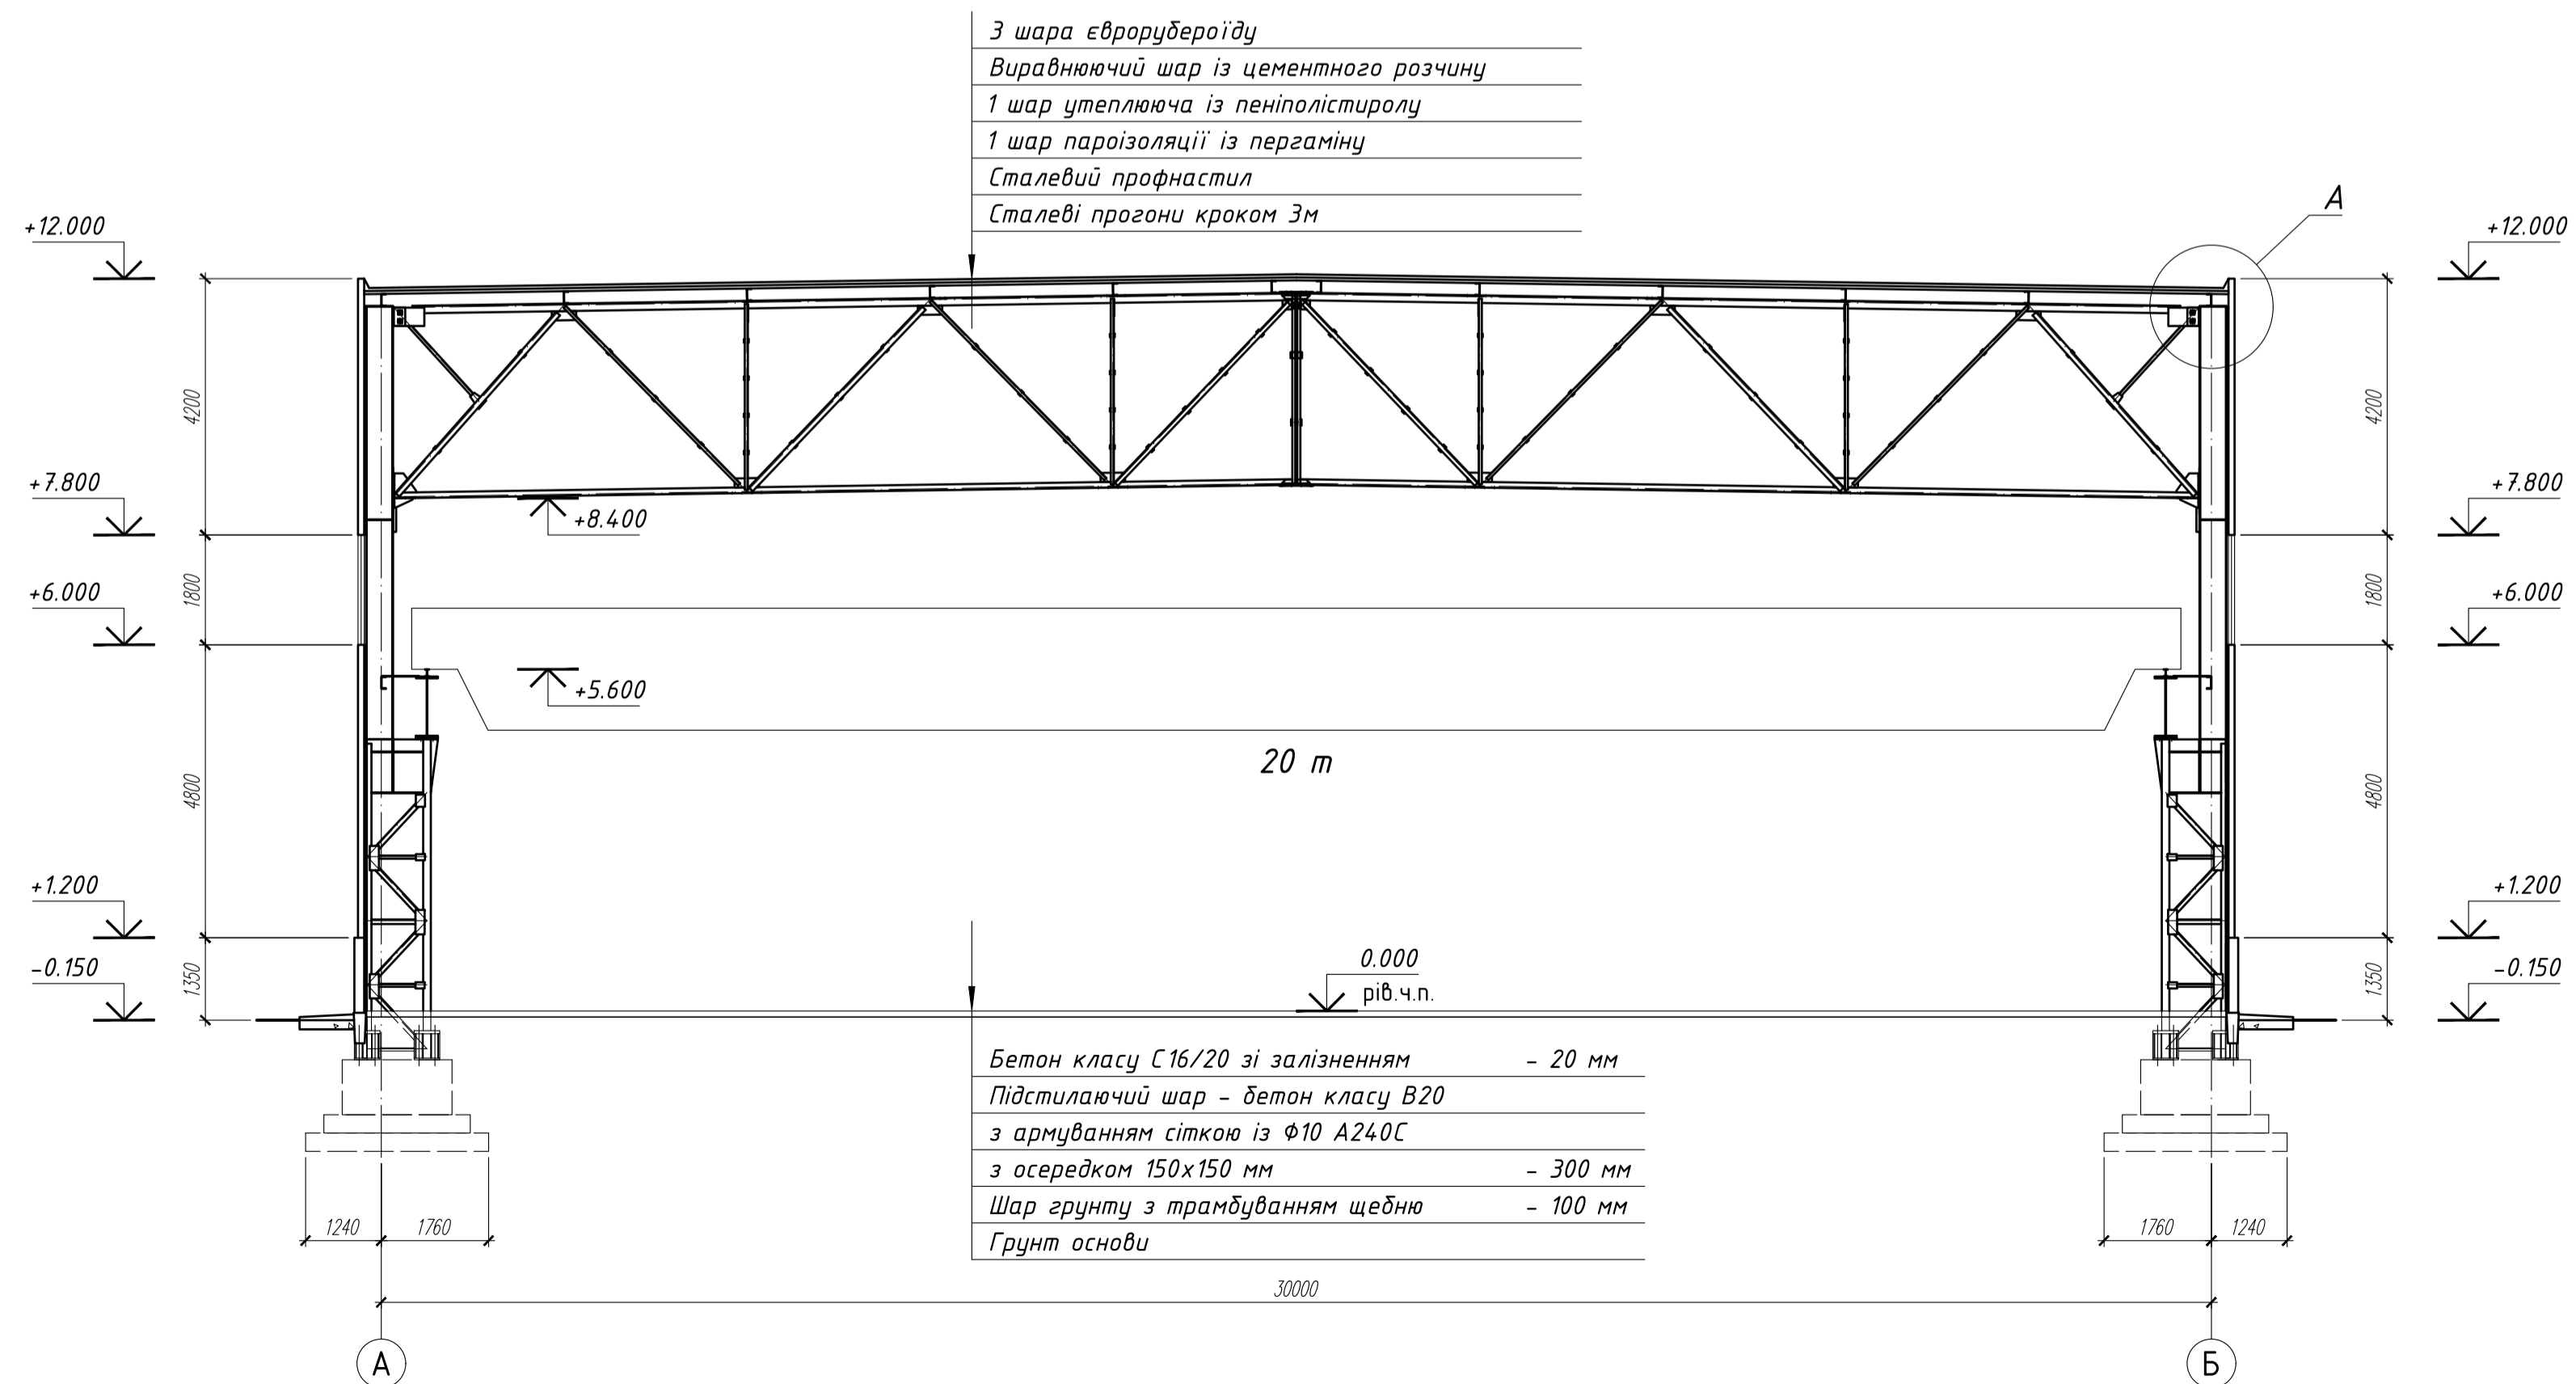 3 шара єврорубероїду
Виравнюючий шар із цементного розчину
1 шар утеплююча із пеніполістиролу
1 шар пароізоляції із пергаміну
Сталевий профнастил
Сталеві прогони кроком 3м
А
+12.000
+12.000
4200
4200
+7.800
+7.800
+8.400
1800
1800
+6.000
+6.000
+5.600
20 т
4800
4800
+1.200
+1.200
1350
1350
-0.150
-0.150
0.000
рів.ч.п.
Бетон класу С16/20 зі залізненням - 20 мм
Підстилаючий шар - бетон класу В20
з армуванням сіткою із Ф10 А240С
з осередком 150х150 мм - 300 мм
Шар грунту з трамбуванням щебню - 100 мм
Грунт основи
1240
1760
1760
1240
30000
А
Б